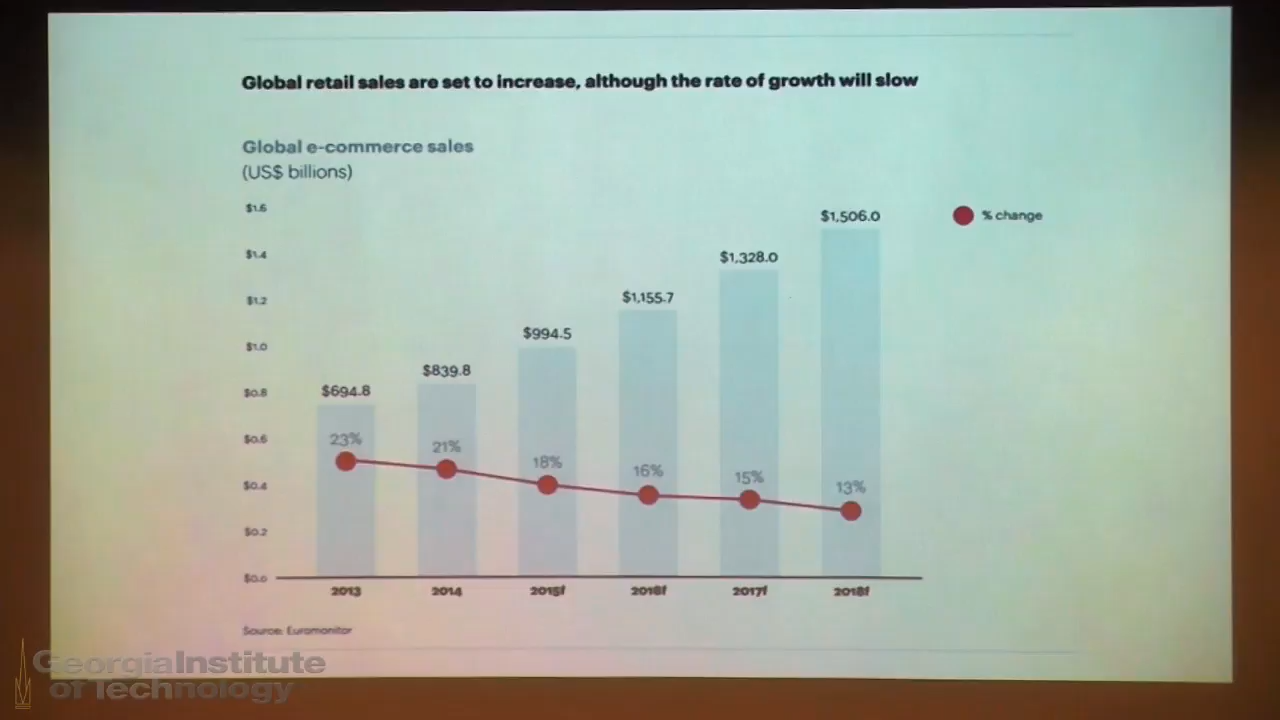 Global retail sales are set to increase, although the rate of growth will slow
Global e-commerce sales
(US$ billions)
$1.6
$1.4
$1.2
$1.0
$0.8
$0.6
$0.4
$0.2
$0.0
$694.8
$839.8
$994.5
$1,155.7
$1,328.0
$1,506.0
% change
23%
21%
18%
16%
15%
13%
2013
2014
2015f
2016f
2017f
2018f
Source: Euromonitor
Georgia Institute
of Technology